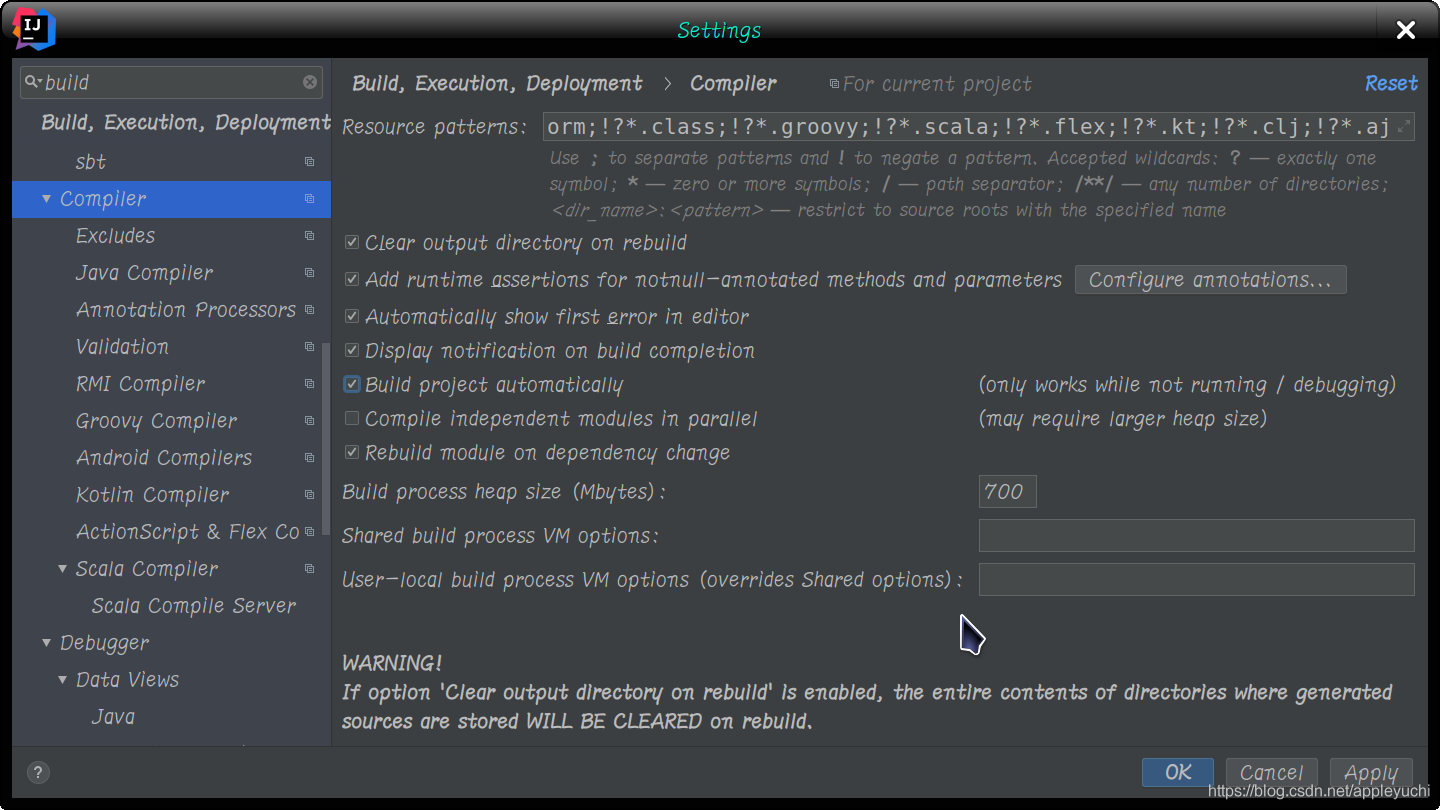 IJ
Settings
build
Build, Execution, Deployment
sbt
Compiler
Excludes
Java Compiler
Annotation Processors
Validation
RMI Compiler
Groovy Compiler
Android Compilers
Kotlin Compiler
ActionScript & Flex Co
Scala Compiler
Scala Compile Server
Debugger
Data Views
Java
Build, Execution, Deployment › Compiler For current project Reset
Resource patterns: orm;!?*.class;!?*.groovy;!?*.scala;!?*.flex;!?*.kt;!?*.clj;!?*.aj
Use ; to separate patterns and ! to negate a pattern. Accepted wildcards: ? — exactly one
symbol; * — zero or more symbols; / — path separator; /**/ — any number of directories;
<dir_name>:<pattern> — restrict to source roots with the specified name
Clear output directory on rebuild
Add runtime assertions for notnull-annotated methods and parameters Configure annotations...
Automatically show first error in editor
Display notification on build completion
Build project automatically (only works while not running / debugging)
Compile independent modules in parallel (may require larger heap size)
Rebuild module on dependency change
Build process heap size (Mbytes): 700
Shared build process VM options:
User-local build process VM options (overrides Shared options):
WARNING!
If option 'Clear output directory on rebuild' is enabled, the entire contents of directories where generated
sources are stored WILL BE CLEARED on rebuild.
? OK Cancel Apply
https://blog.csdn.net/appleyuchi